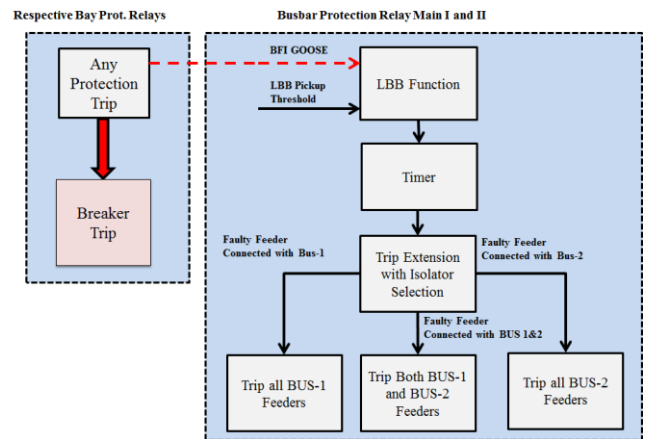 Respective Bay Prot. Relays
Busbar Protection Relay Main I and II
Any
Protection
Trip
Breaker
Trip
BFI GOOSE
LBB Pickup
Threshold
LBB Function
Timer
Faulty Feeder
Connected with Bus-1
Trip Extension
with Isolator
Selection
Faulty Feeder
Connected with Bus-2
Faulty Feeder
Connected with BUS 1&2
Trip all BUS-1
Feeders
Trip Both BUS-1
and BUS-2
Feeders
Trip all BUS-2
Feeders